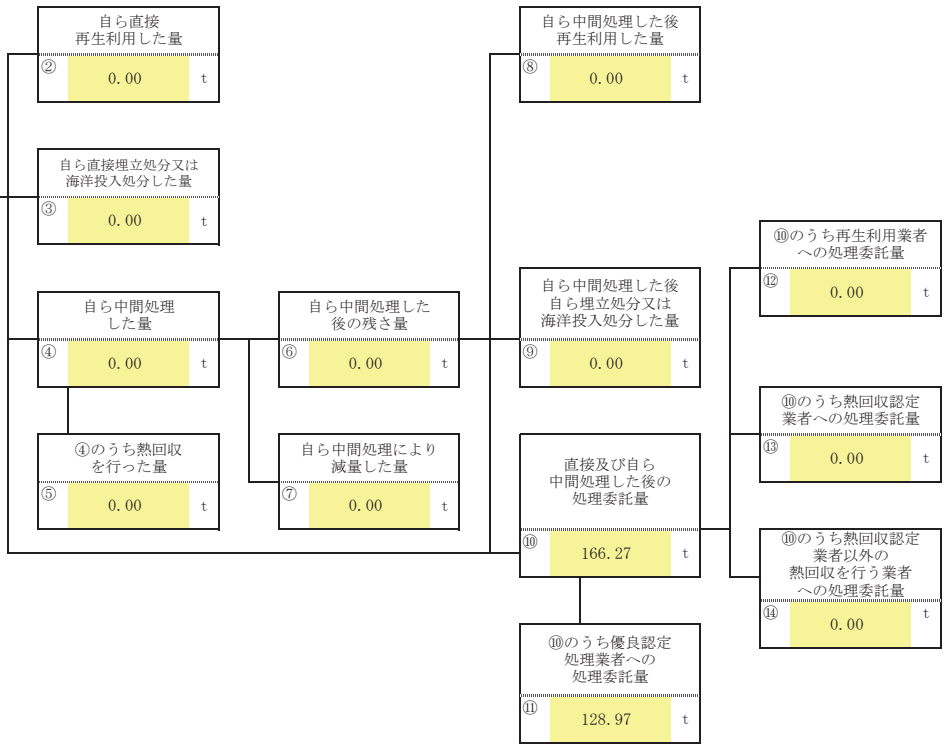 自ら直接
再生利用した量
② 0.00 t
自ら直接埋立処分又は
海洋投入処分した量
③ 0.00 t
自ら中間処理
した量
④ 0.00 t
④のうち熱回収
を行った量
⑤ 0.00 t
自ら中間処理した
後の残さ量
⑥ 0.00 t
自ら中間処理により
減量した量
⑦ 0.00 t
自ら中間処理した後
再生利用した量
⑧ 0.00 t
自ら中間処理した後
自ら埋立処分又は
海洋投入処分した量
⑨ 0.00 t
直接及び自ら
中間処理した後の
処理委託量
⑩ 166.27 t
⑩のうち優良認定
処理業者への
処理委託量
⑪ 128.97 t
⑩のうち再生利用業者
への処理委託量
⑫ 0.00 t
⑩のうち熱回収認定
業者への処理委託量
⑬ 0.00 t
⑩のうち熱回収認定
業者以外の
熱回収を行う業者
への処理委託量
⑭ 0.00 t